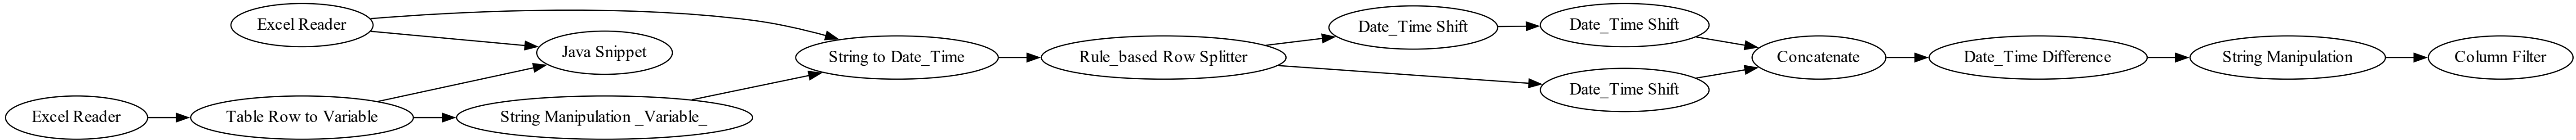 Excel Reader
Java Snippet
Excel Reader
Table Row to Variable
String Manipulation _Variable_
String to Date_Time
Rule_based Row Splitter
Date_Time Shift
Date_Time Shift
Date_Time Shift
Concatenate
Date_Time Difference
String Manipulation
Column Filter